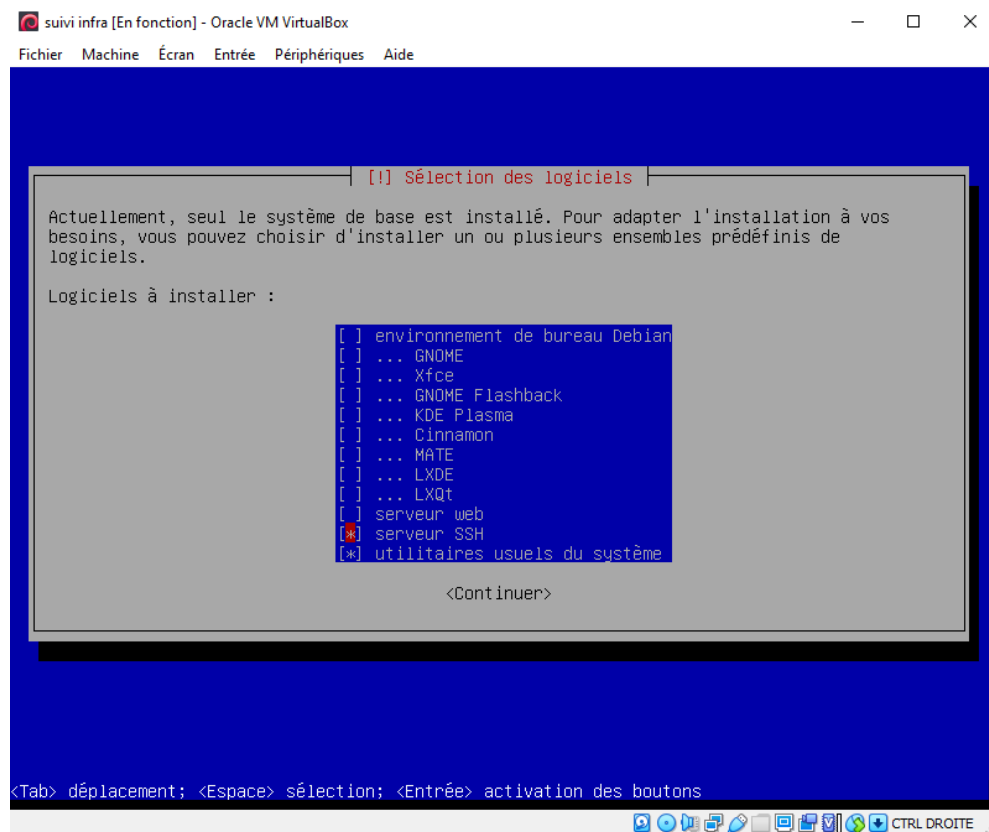 suivi infra [En fonction] - Oracle VM VirtualBox
Fichier Machine Écran Entrée Périphériques Aide
[!] Sélection des logiciels
Actuellement, seul le système de base est installé. Pour adapter l'installation à vos
besoins, vous pouvez choisir d'installer un ou plusieurs ensembles prédéfinis de
logiciels.
Logiciels à installer :
[ ] environnement de bureau Debian
[ ] ... GNOME
[ ] ... Xfce
[ ] ... GNOME Flashback
[ ] ... KDE Plasma
[ ] ... Cinnamon
[ ] ... MATE
[ ] ... LXDE
[ ] ... LXQt
[ ] serveur web
[*] serveur SSH
[*] utilitaires usuels du système
<Continuer>
<Tab> déplacement; <Espace> sélection; <Entrée> activation des boutons
CTRL DROITE